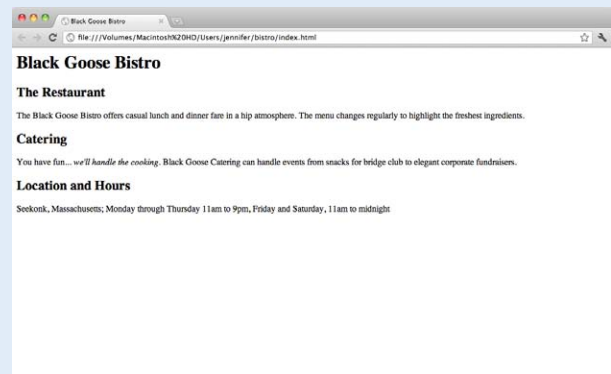 Black Goose Bistro
file:///Volumes/Macintosh%20HD/Users/jennifer/bistro/index.html
Black Goose Bistro
The Restaurant
The Black Goose Bistro offers casual lunch and dinner fare in a hip atmosphere. The menu changes regularly to highlight the freshest ingredients.
Catering
You have fun... we'll handle the cooking. Black Goose Catering can handle events from snacks for bridge club to elegant corporate fundraisers.
Location and Hours
Seekonk, Massachusetts; Monday through Thursday 11am to 9pm, Friday and Saturday, 11am to midnight